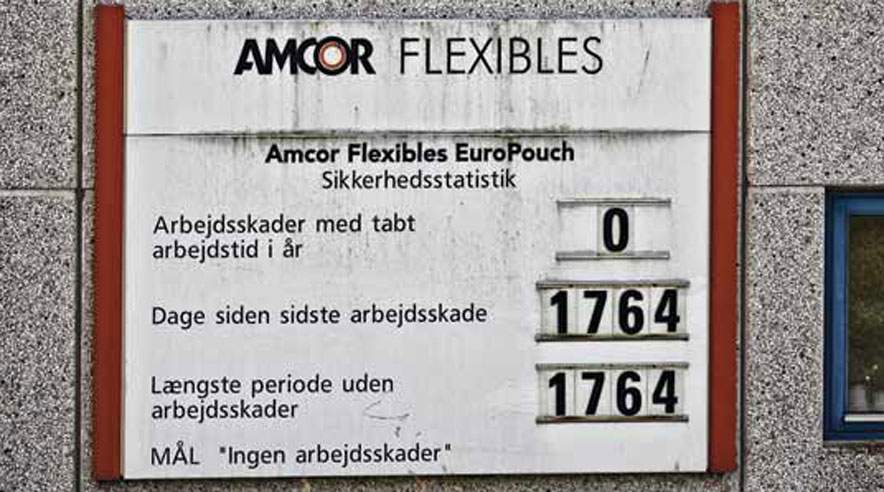 AMCOR FLEXIBLES
Amcor Flexibles EuroPouch
Sikkerhedsstatistik
Arbejdsskader med tabt
arbejdstid i år
0
Dage siden sidste arbejdsskade 1764
Længste periode uden
arbejdsskader
1764
MÅL "Ingen arbejdsskader"